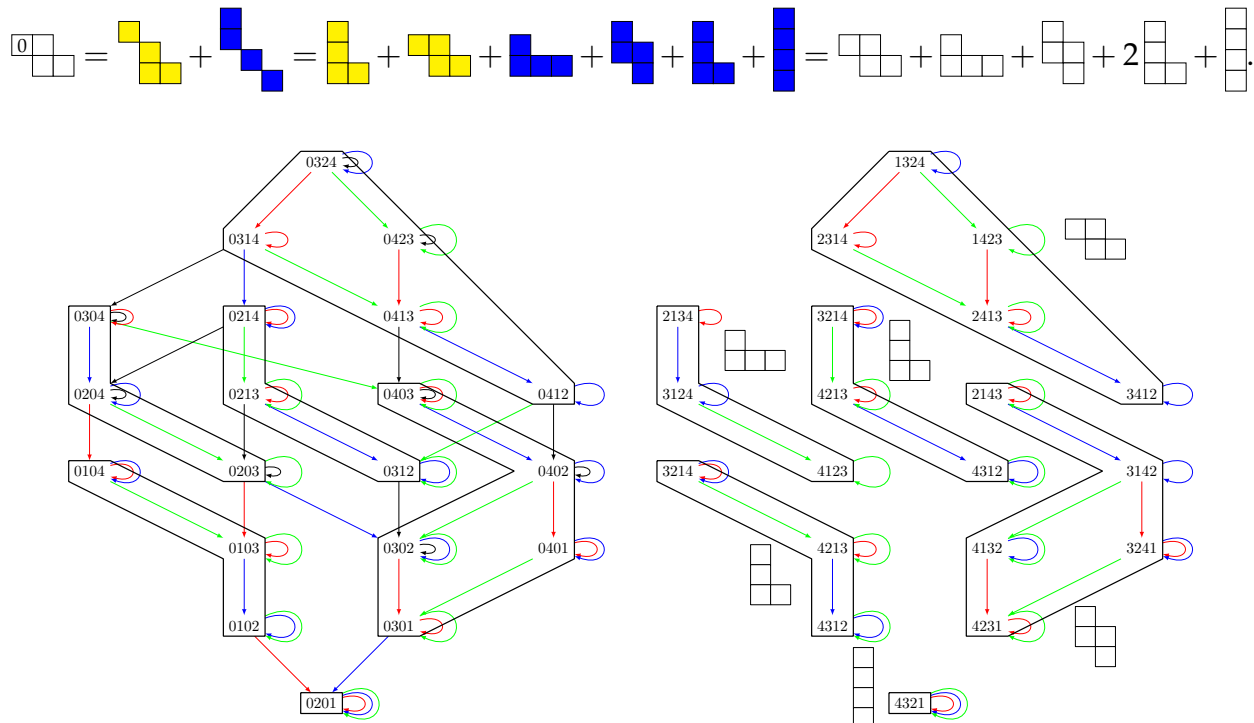 0 = + = + + + + + = + + + 2 + .
0324 1324
0314 0423 2314 1423
0304 0214 0413 2134 3214 2413
0204 0213 0403 0412 3124 4213 2143 3412
0104 0203 0312 0402 3214 4123 4312 3142
0103 0302 0401 4213 4132 3241
0102 0301 4312 4231
0201 4321